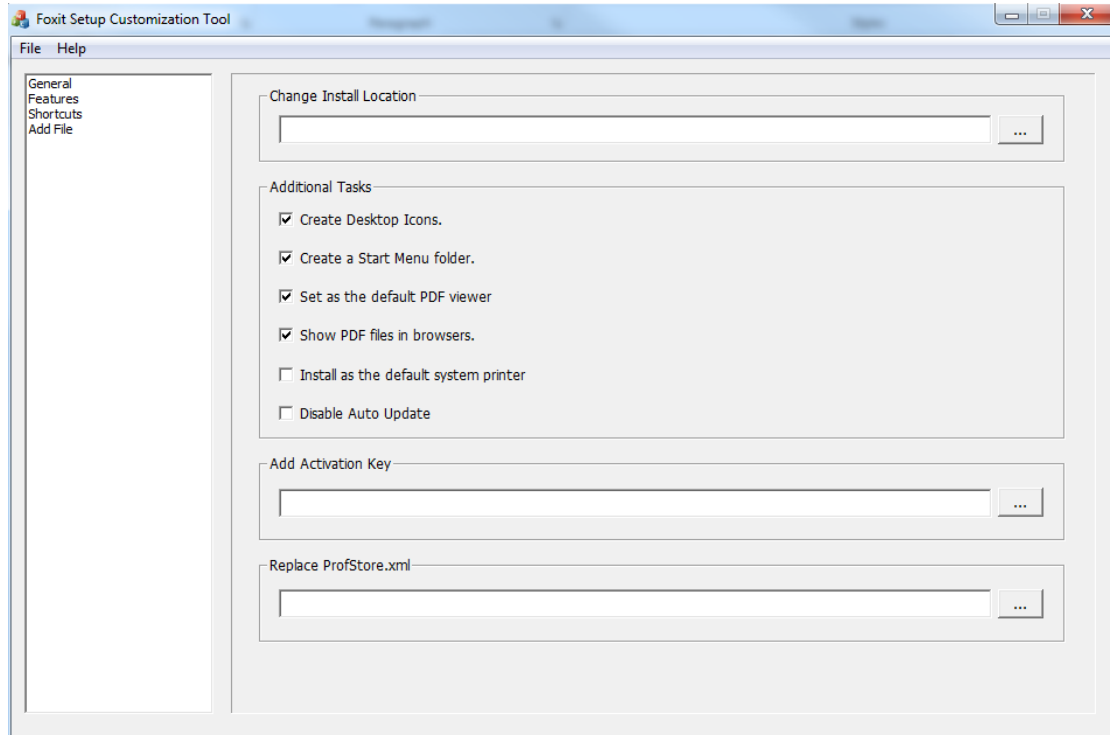 Foxit Setup Customization Tool
File Help
General
Features
Shortcuts
Add File
Change Install Location
...
Additional Tasks
Create Desktop Icons.
Create a Start Menu folder.
Set as the default PDF viewer
Show PDF files in browsers.
Install as the default system printer
Disable Auto Update
Add Activation Key
...
Replace ProfStore.xml
...